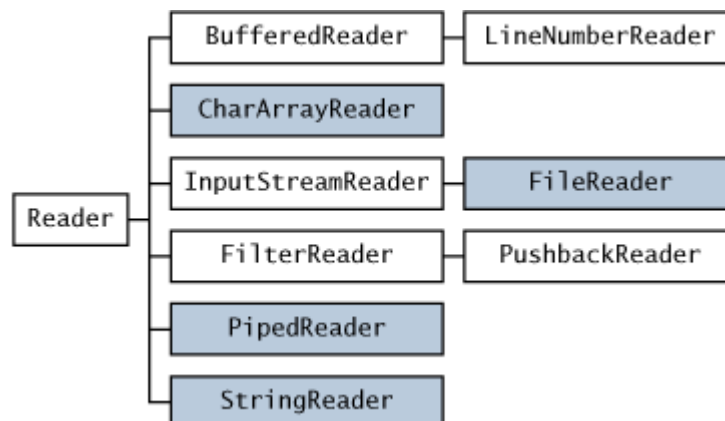 BufferedReader LineNumberReader
CharArrayReader
InputStreamReader FileReader
Reader
FilterReader PushbackReader
PipedReader
StringReader